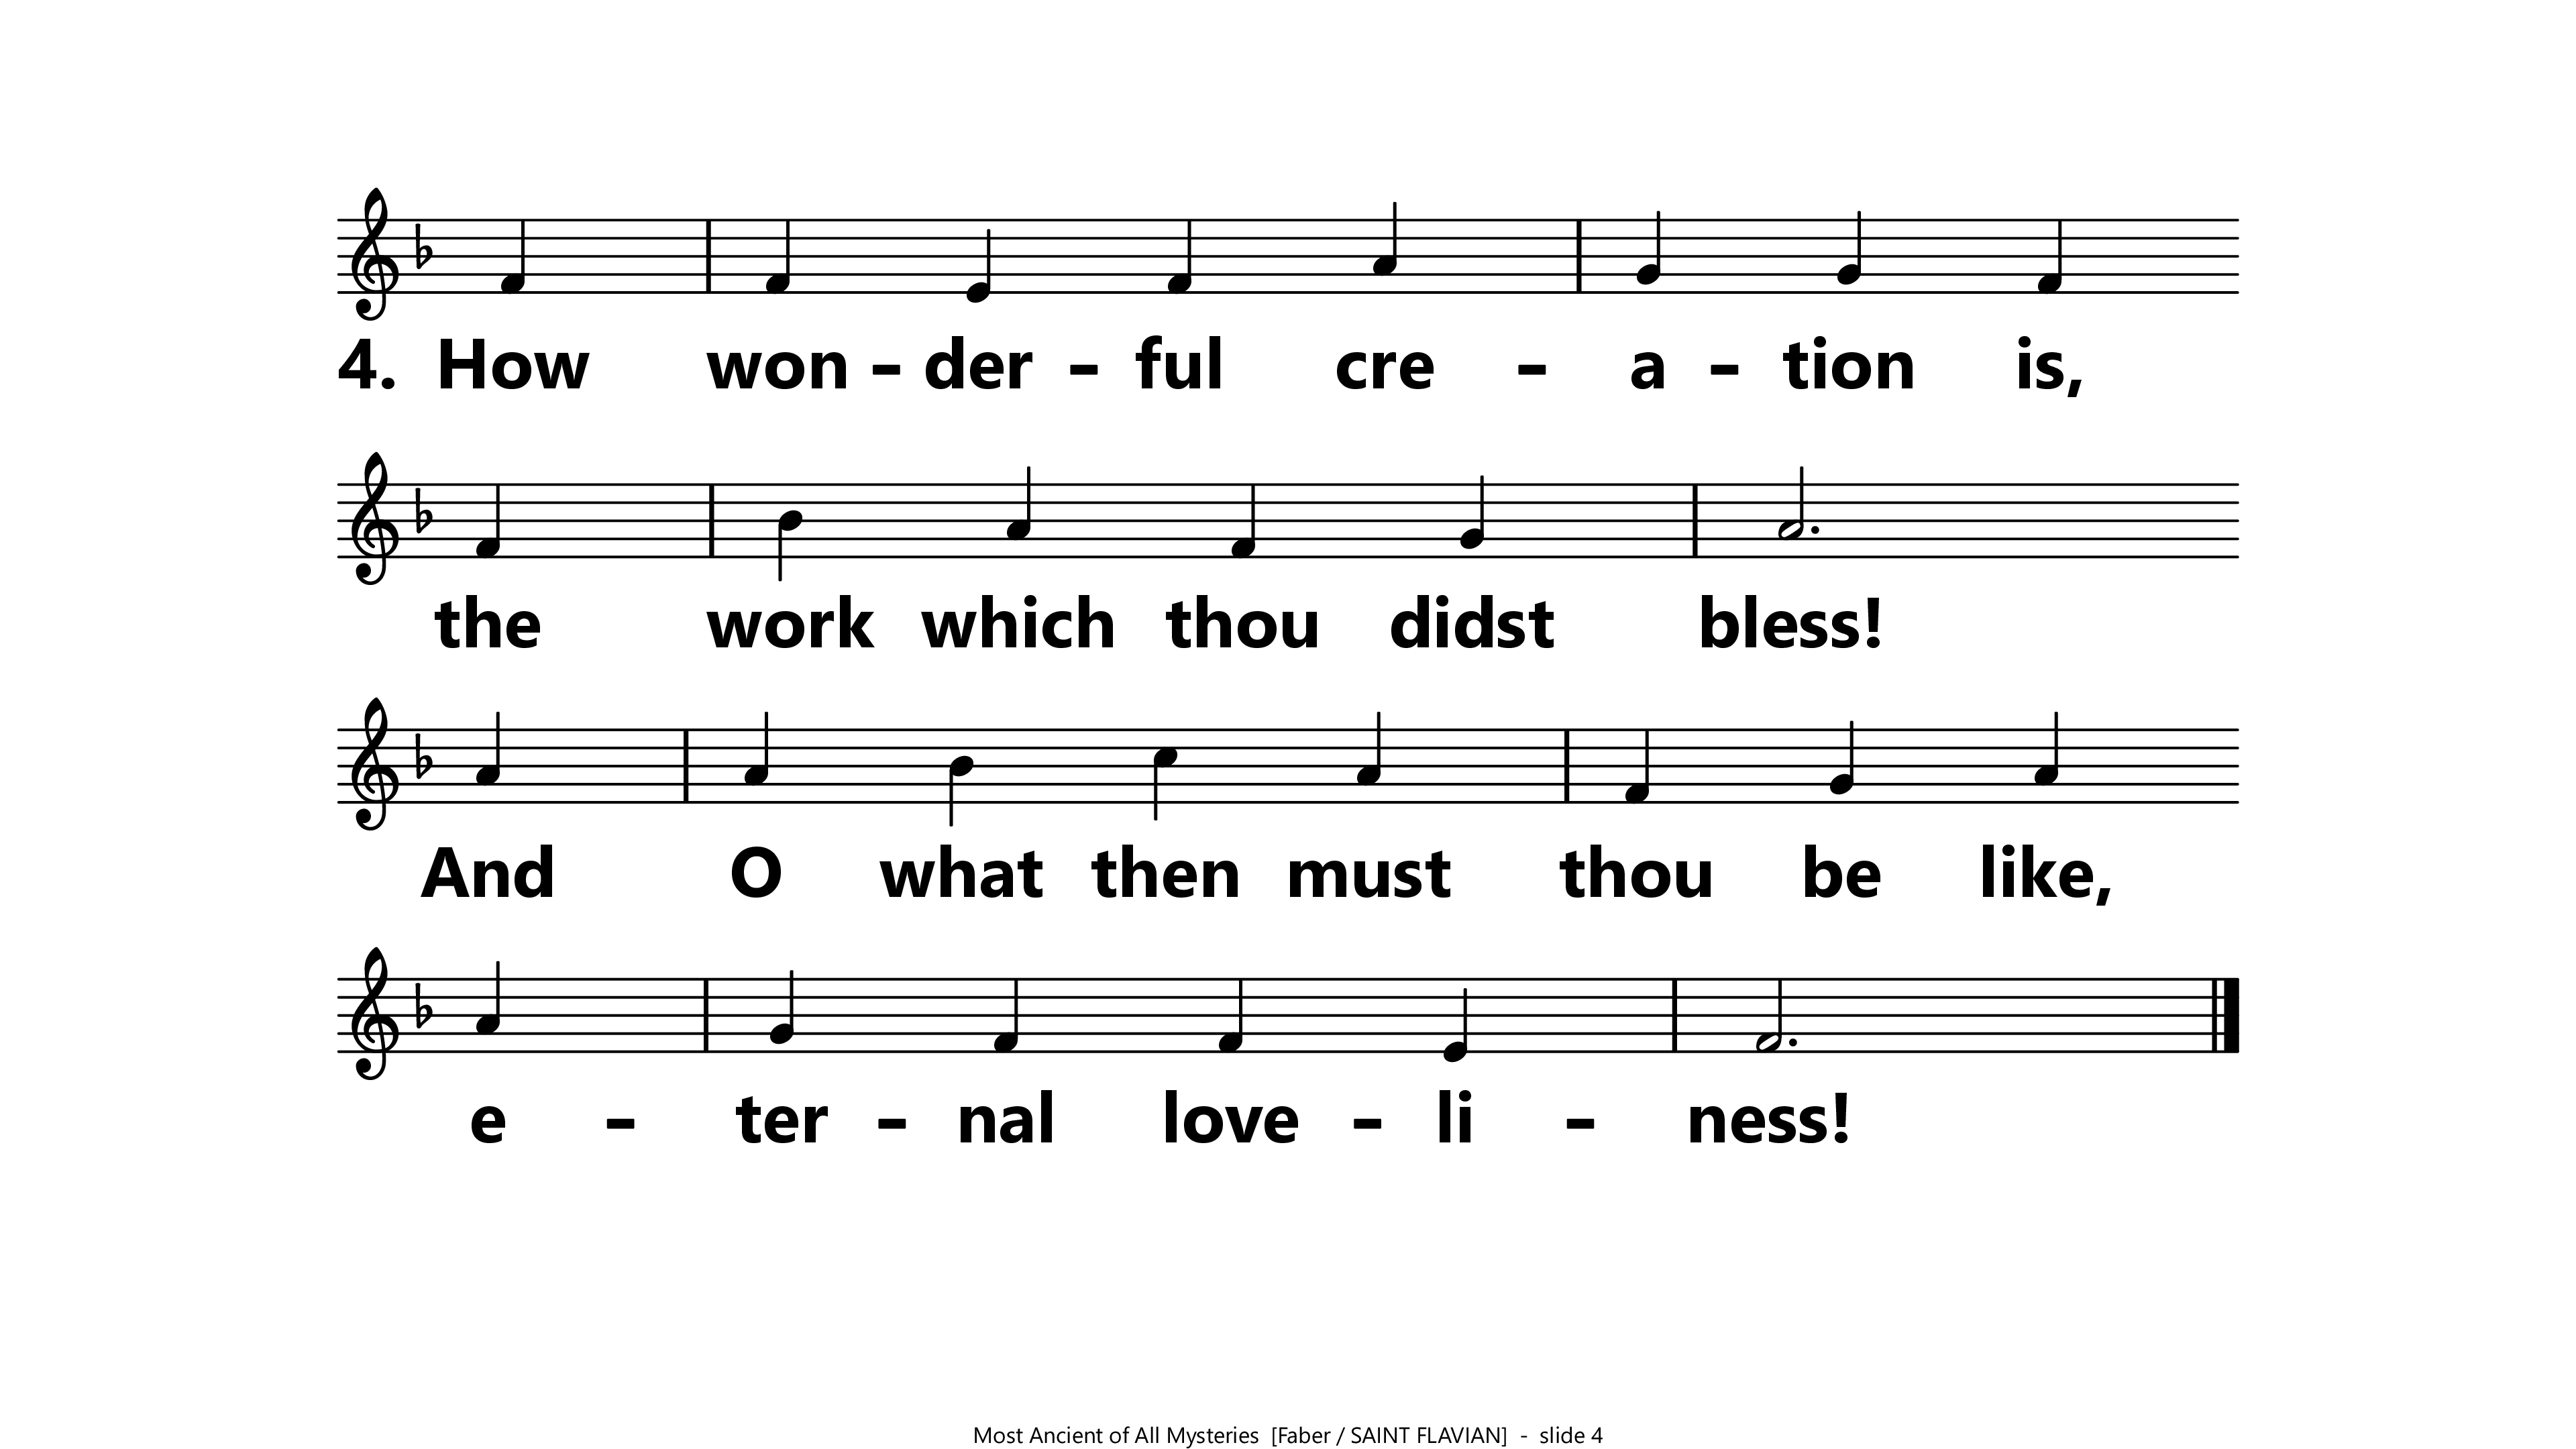 4. How won - der - ful cre - a - tion is,
the work which thou didst bless!
And O what then must thou be like,
e - ter - nal love - li - ness!
Most Ancient of All Mysteries [Faber / SAINT FLAVIAN] - slide 4